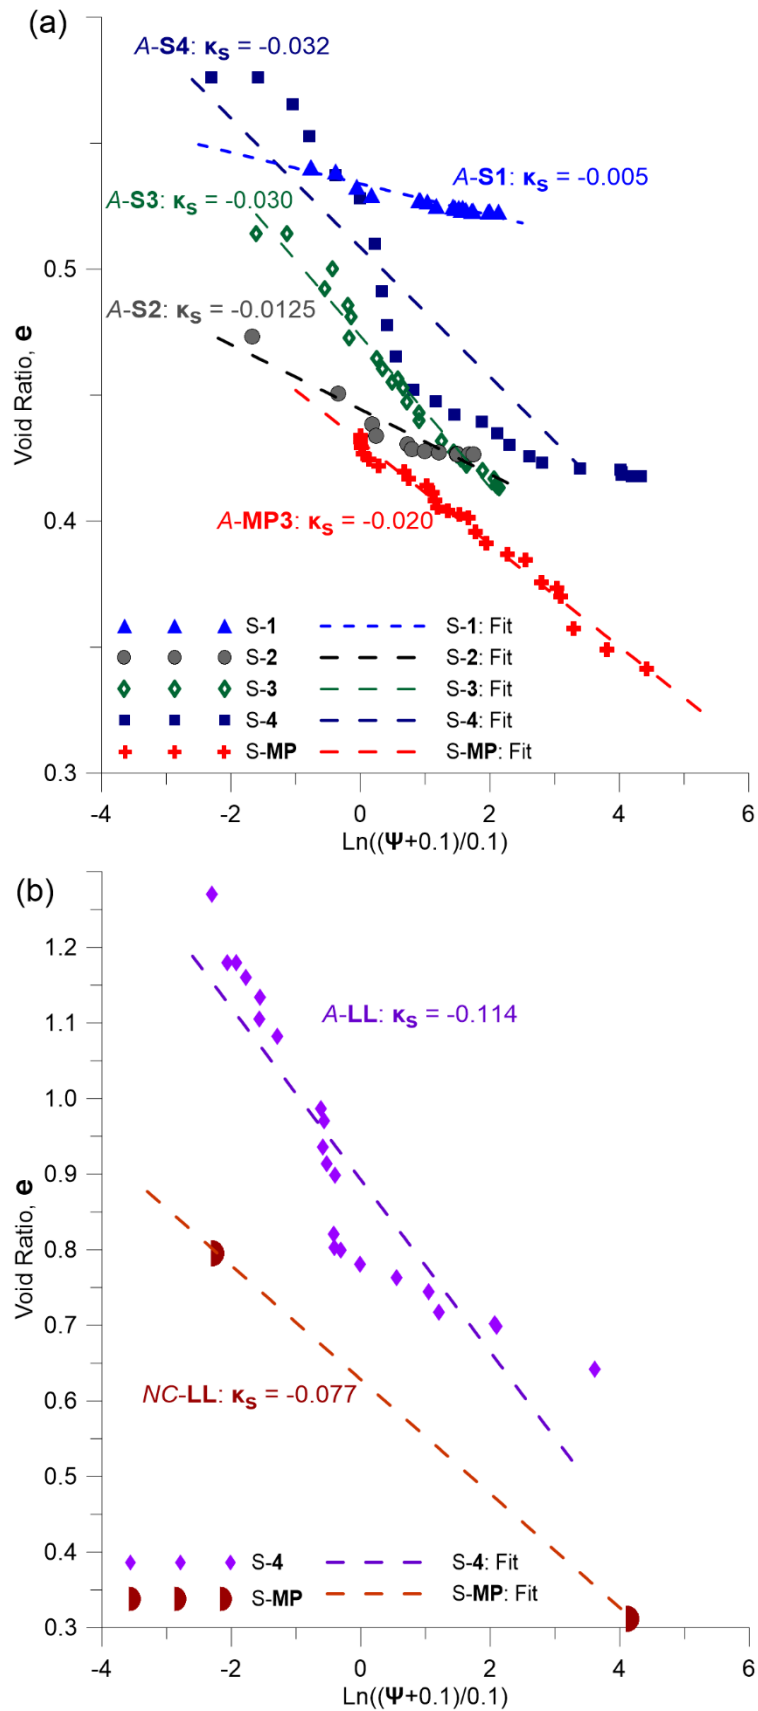 (a)
A-S4: κs = -0.032
A-S1: κs = -0.005
A-S3: κs = -0.030
0.5
A-S2: κs = -0.0125
Void Ratio, e
0.4
A-MP3: κs = -0.020
S-1 S-1: Fit
S-2 S-2: Fit
S-3 S-3: Fit
S-4 S-4: Fit
S-MP S-MP: Fit
0.3
-4 -2 0 2 4 6
Ln((Ψ+0.1)/0.1)
(b)
1.2
A-LL: κs = -0.114
1.1
1.0
0.9
Void Ratio, e
0.8
0.7
NC-LL: κs = -0.077
0.6
0.5
0.4
S-4 S-4: Fit
S-MP S-MP: Fit
0.3
-4 -2 0 2 4 6
Ln((Ψ+0.1)/0.1)